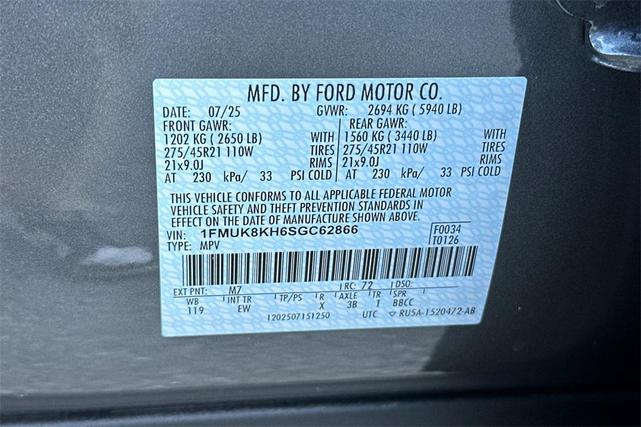 MFD. BY FORD MOTOR CO.
DATE: 07/25 GVWR: 2694 KG ( 5940 LB)
FRONT GAWR: REAR GAWR:
1202 KG ( 2650 LB) WITH 1560 KG ( 3440 LB) WITH
275/45R21 110W TIRES 275/45R21 110W TIRES
21x9.0J RIMS 21x9.0J RIMS
AT 230 kPa/ 33 PSI COLD AT 230 kPa/ 33 PSI COLD
THIS VEHICLE CONFORMS TO ALL APPLICABLE FEDERAL MOTOR
VEHICLE SAFETY AND THEFT PREVENTION STANDARDS IN EFFECT
ON THE DATE OF MANUFACTURE SHOWN ABOVE.
VIN: 1FMUK8KH6SGC62866 F0034
TYPE: MPV T0126
EXT PNT: M7 RC: 72 DSO:
WB INT TR TP/PS R AXLE TR SPR
119 EW X 3B T BBCC
1202507151250 UTC RU5A-1520472-AB